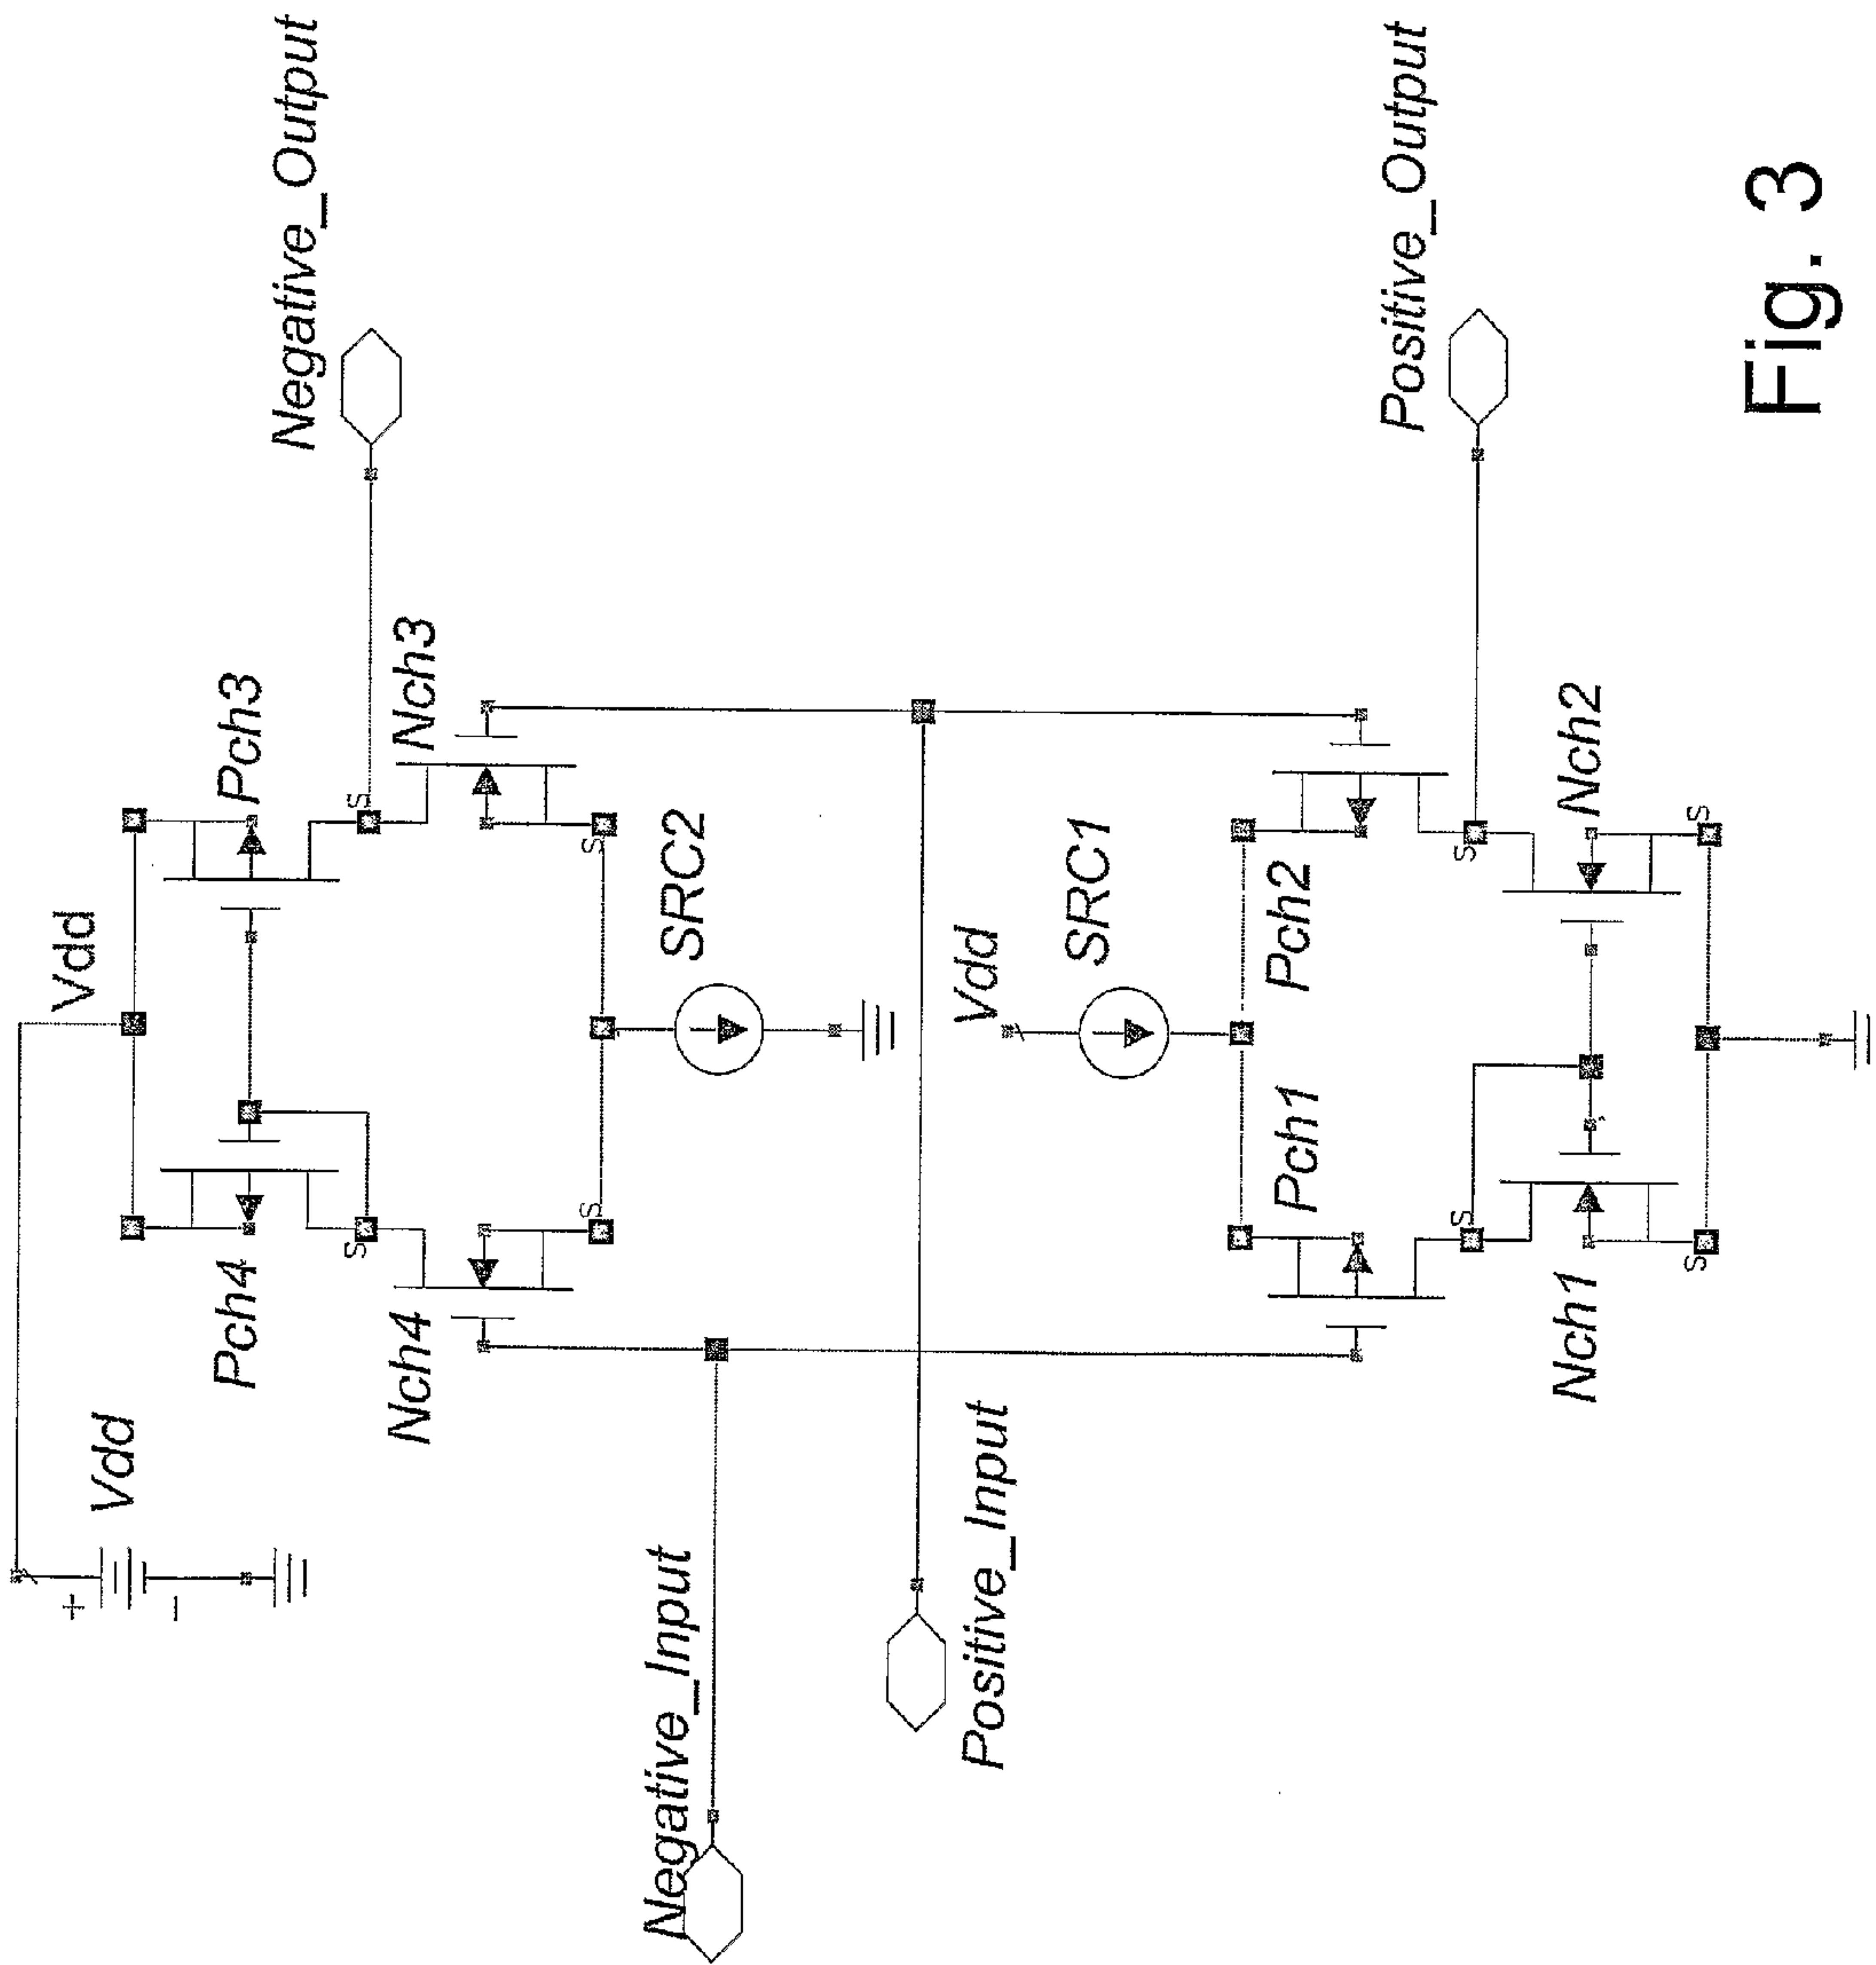 Vdd
Vdd
Pch4
Pch3
Negative_Output
Nch4
Nch3
Negative_Input
SRC2
Positive_Input
Vdd
SRC1
Pch1
Pch2
Positive_Output
Nch1
Nch2
+
−
S
S
S
S
S
S
S
S
Fig. 3